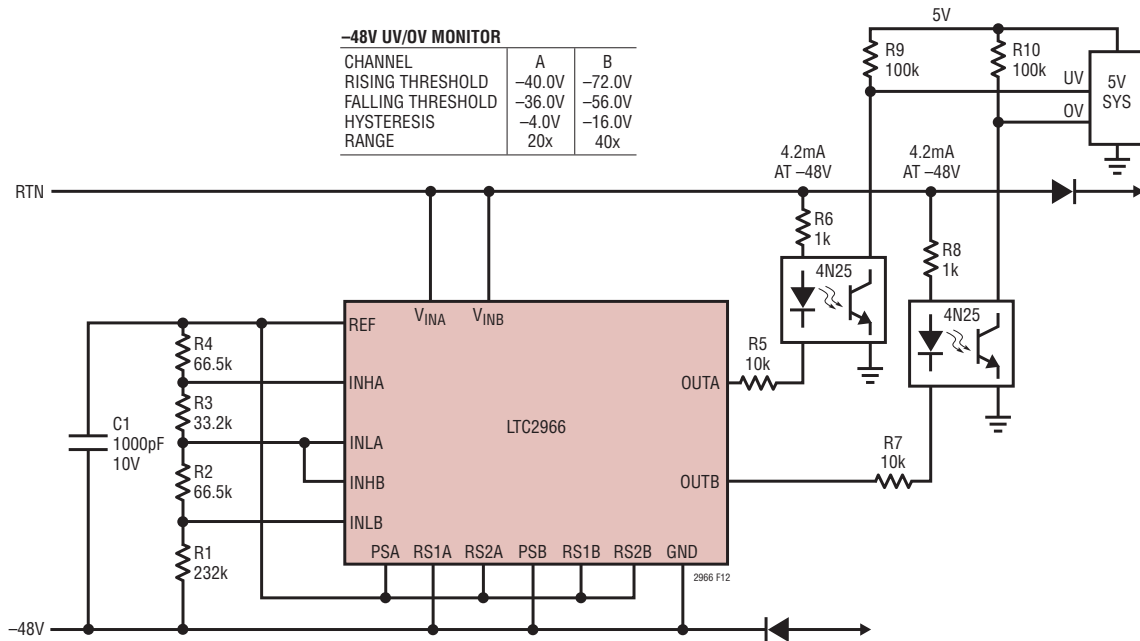 –48V UV/OV MONITOR
CHANNEL A B
RISING THRESHOLD –40.0V –72.0V
FALLING THRESHOLD –36.0V –56.0V
HYSTERESIS –4.0V –16.0V
RANGE 20x 40x
5V
R9
100k
R10
100k
UV
OV
5V
SYS
4.2mA
AT –48V
4.2mA
AT –48V
RTN
R6
1k
R8
1k
4N25
4N25
VINA
VINB
REF
R4
66.5k
INHA
R3
33.2k
C1
1000pF
10V
INLA
R2
66.5k
INHB
INLB
R1
232k
LTC2966
OUTA
R5
10k
OUTB
R7
10k
PSA RS1A RS2A PSB RS1B RS2B GND
2966 F12
–48V